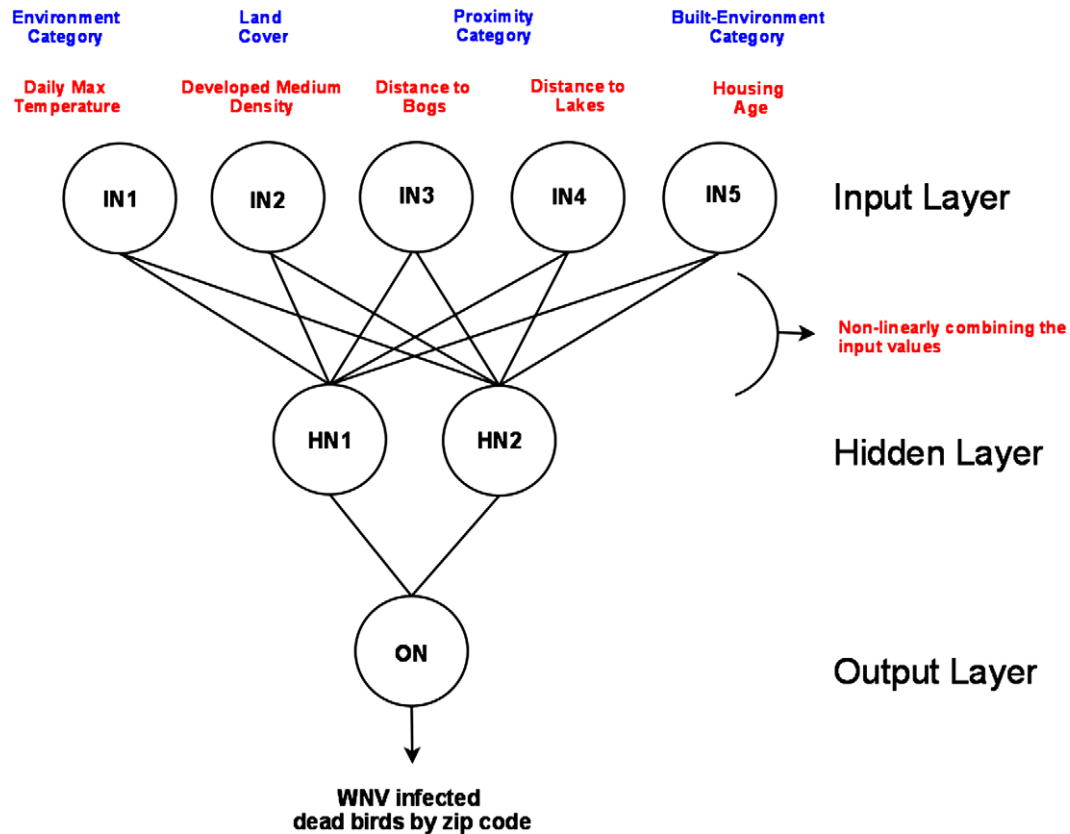 Environment
Category
Land
Cover
Proximity
Category
Built-Environment
Category
Daily Max
Temperature
Developed Medium
Density
Distance to
Bogs
Distance to
Lakes
Housing
Age
IN1
IN2
IN3
IN4
IN5
Input Layer
Non-linearly combining the
input values
HN1
HN2
Hidden Layer
ON
Output Layer
WNV infected
dead birds by zip code